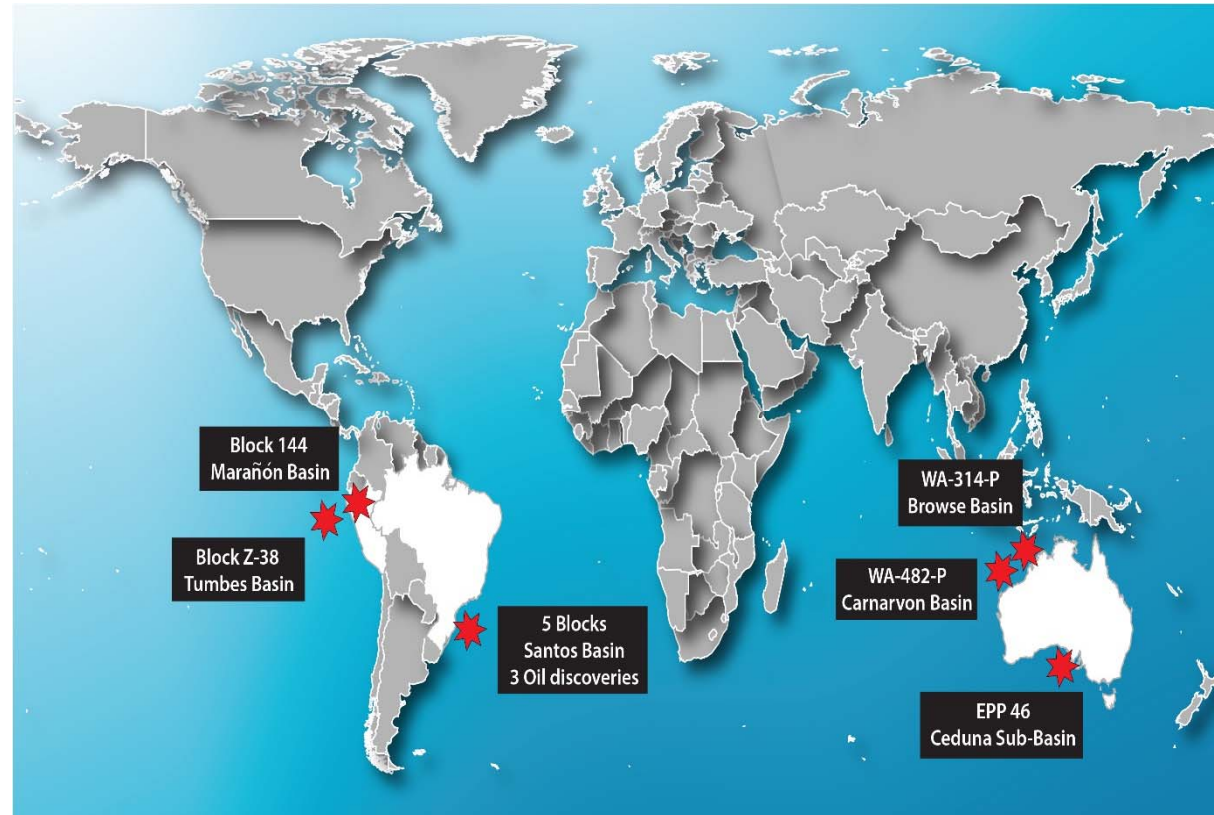 Block 144
Marañón Basin
Block Z-38
Tumbes Basin
5 Blocks
Santos Basin
3 Oil discoveries
WA-314-P
Browse Basin
WA-482-P
Carnarvon Basin
EPP 46
Ceduna Sub-Basin